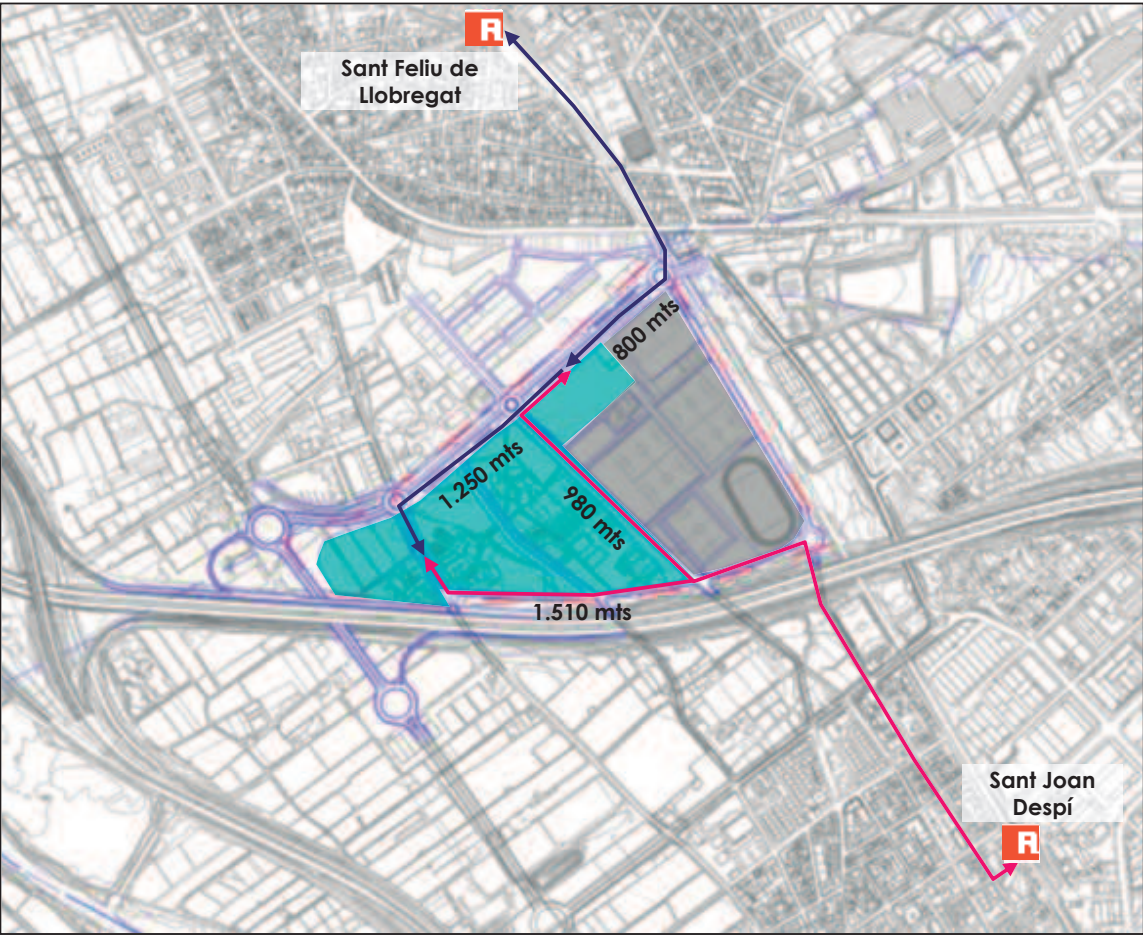 R
Sant Feliu de
Llobregat
800 mts
1.250 mts
980 mts
1.510 mts
Sant Joan
Despí
R